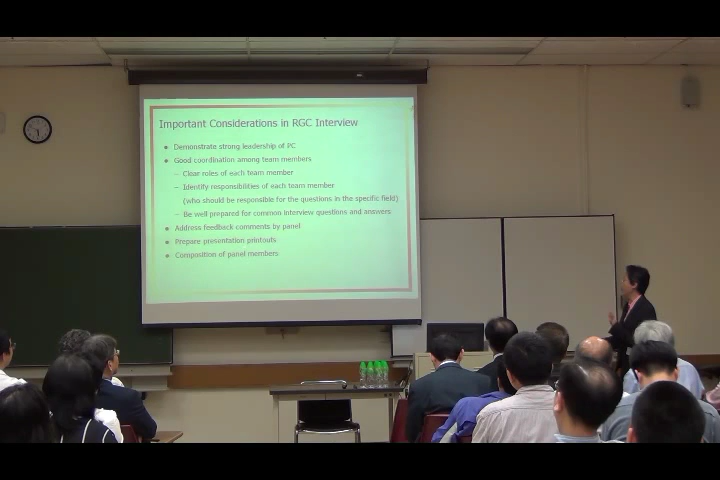 Important Considerations in RGC Interview
● Demonstrate strong leadership of PC
● Good coordination among team members
– Clear roles of each team member
– Identify responsibilities of each team member
(who should be responsible for the questions in the specific field)
– Be well prepared for common interview questions and answers
● Address feedback comments by panel
● Prepare presentation printouts
● Composition of panel members